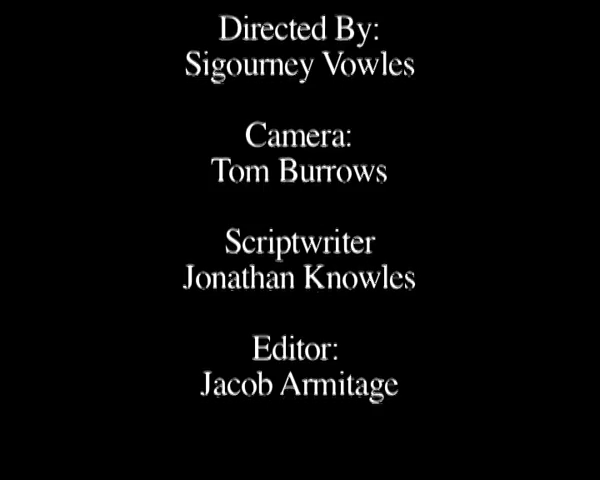 Directed By:
Sigourney Vowles
Camera:
Tom Burrows
Scriptwriter
Jonathan Knowles
Editor:
Jacob Armitage